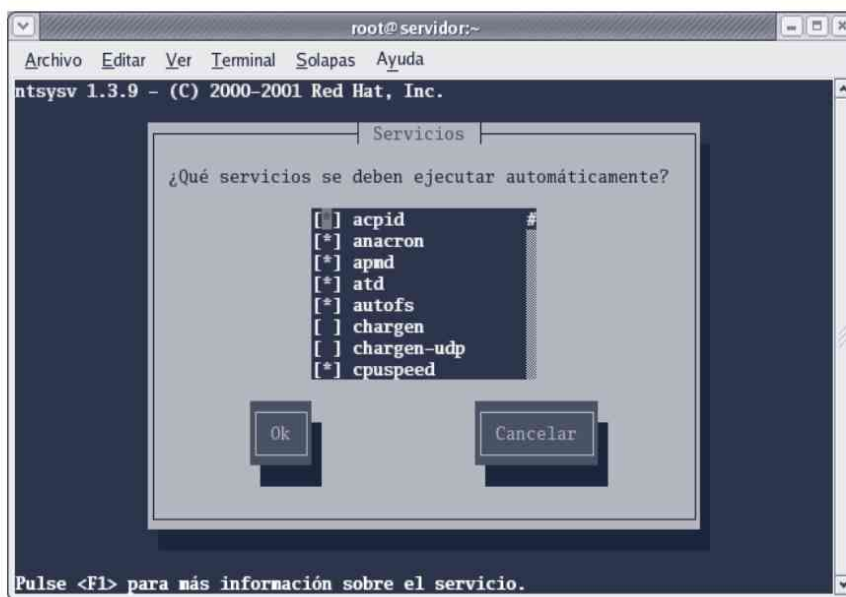 root@servidor:~
Archivo Editar Ver Terminal Solapas Ayuda
ntsysv 1.3.9 - (C) 2000-2001 Red Hat, Inc.
Servicios
¿Qué servicios se deben ejecutar automáticamente?
[*] acpid #
[*] anacron
[*] apmd
[*] atd
[*] autofs
[ ] chargen
[ ] chargen-udp
[*] cpuspeed
Ok Cancelar
Pulse <F1> para más información sobre el servicio.